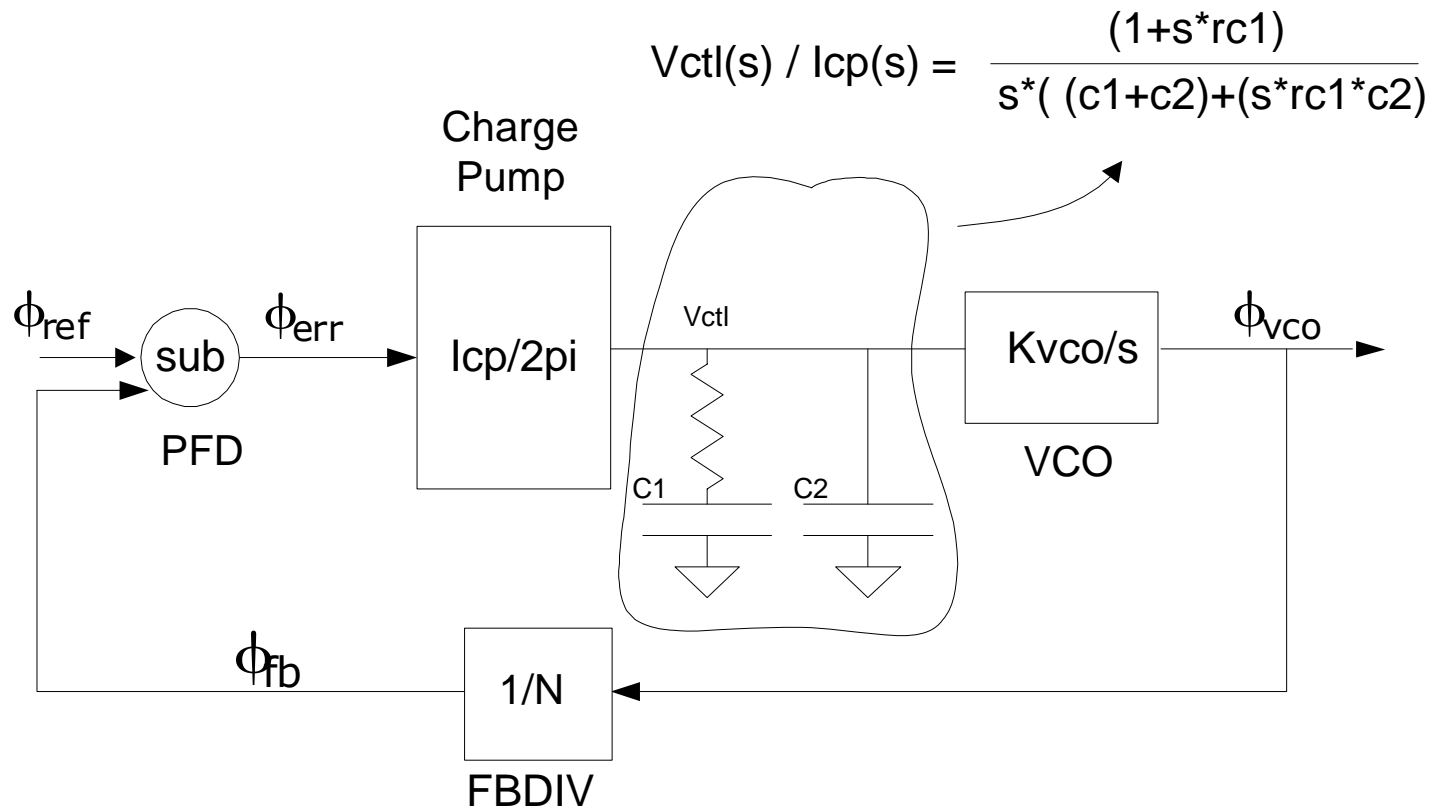 (1+s*rc1)
Vctl(s) / Icp(s) =
s*( (c1+c2)+(s*rc1*c2)
Charge
Pump
ϕref
ϕerr
Vctl
ϕvco
sub
Icp/2pi
Kvco/s
PFD
VCO
C1
C2
ϕfb
1/N
FBDIV